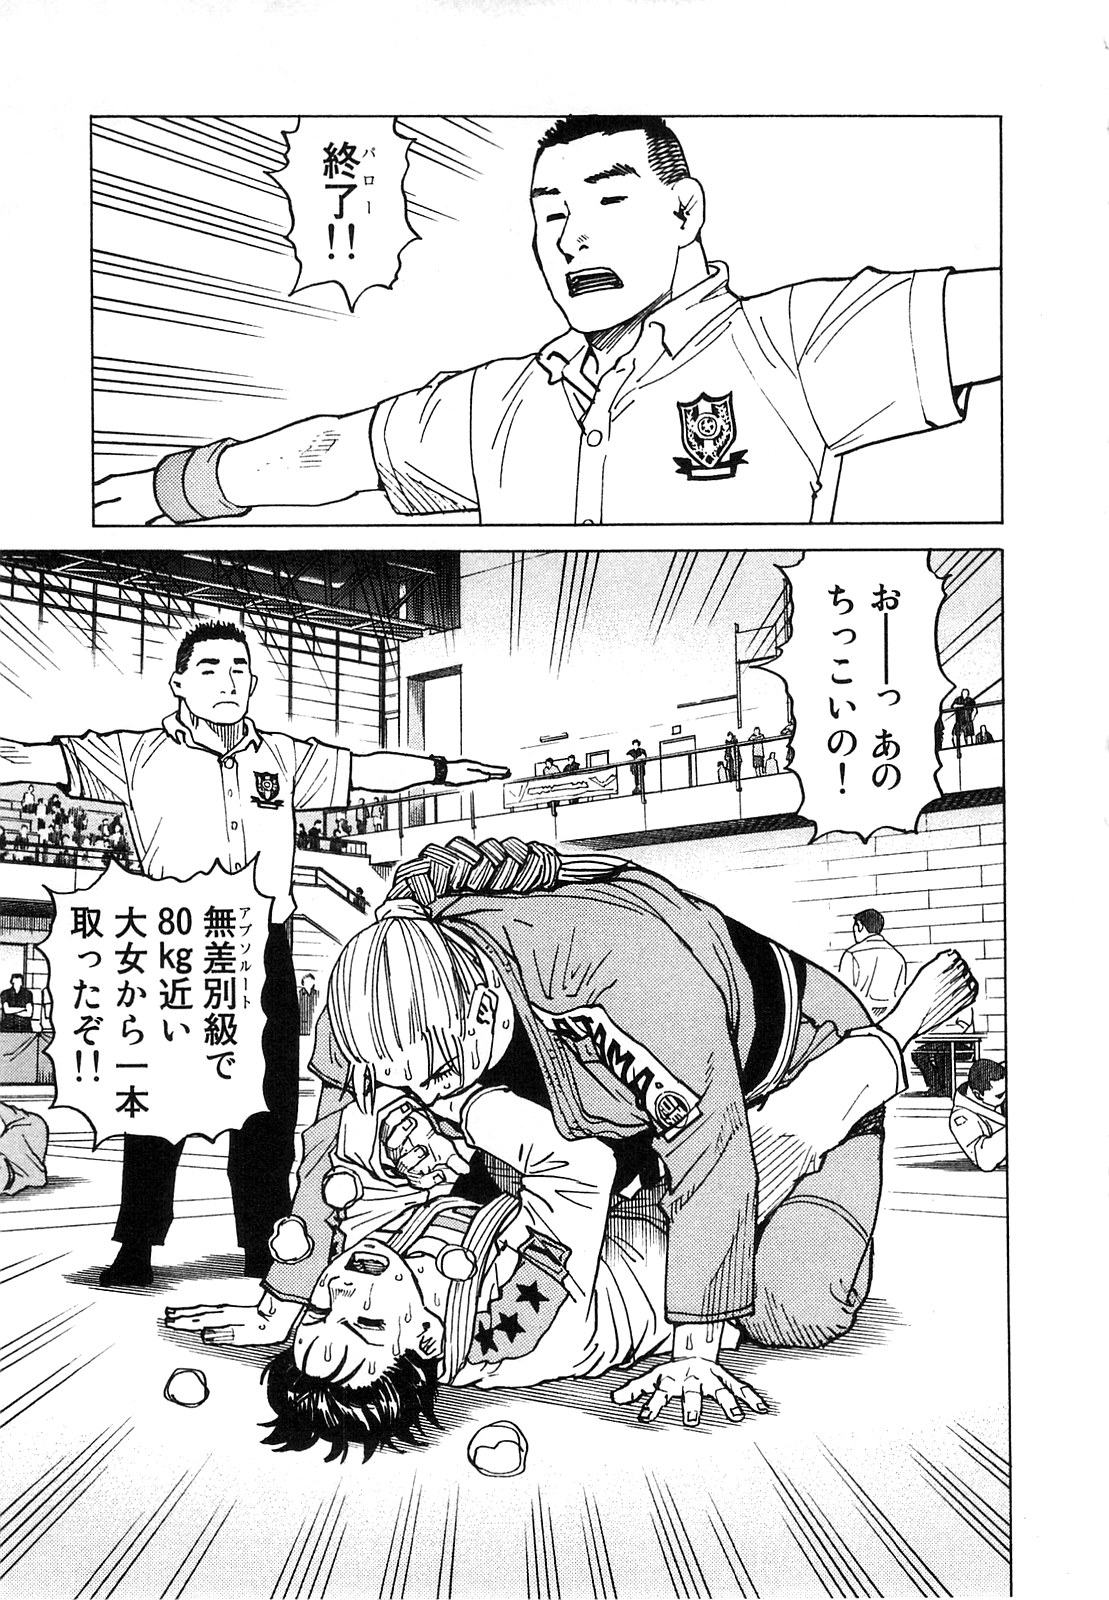 終了!!
パロー
おーーっ あの
ちっこいの!
無差別級で
アブソルート
80kg近い
大女から一本
取ったぞ!!
ATAMA